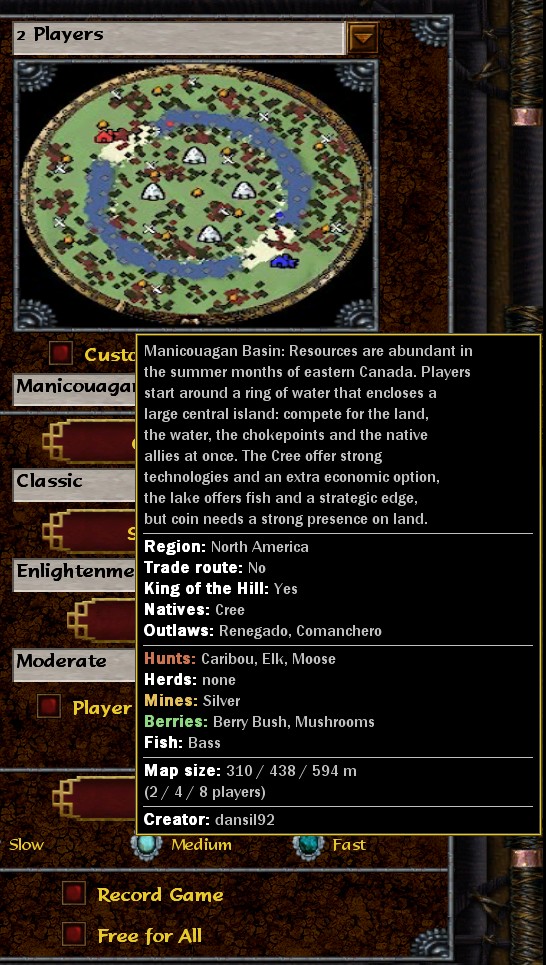 2 Players
Custo
Manicouagan
Manicouagan Basin: Resources are abundant in
the summer months of eastern Canada. Players
start around a ring of water that encloses a
large central island: compete for the land,
the water, the chokepoints and the native
allies at once. The Cree offer strong
technologies and an extra economic option,
the lake offers fish and a strategic edge,
but coin needs a strong presence on land.
Region: North America
Trade route: No
King of the Hill: Yes
Natives: Cree
Outlaws: Renegado, Comanchero
Hunts: Caribou, Elk, Moose
Herds: none
Mines: Silver
Berries: Berry Bush, Mushrooms
Fish: Bass
Map size: 310 / 438 / 594 m
(2 / 4 / 8 players)
Creator: dansil92
Classic
S
Enlightenme
Moderate
Player
Slow Medium Fast
Record Game
Free for All